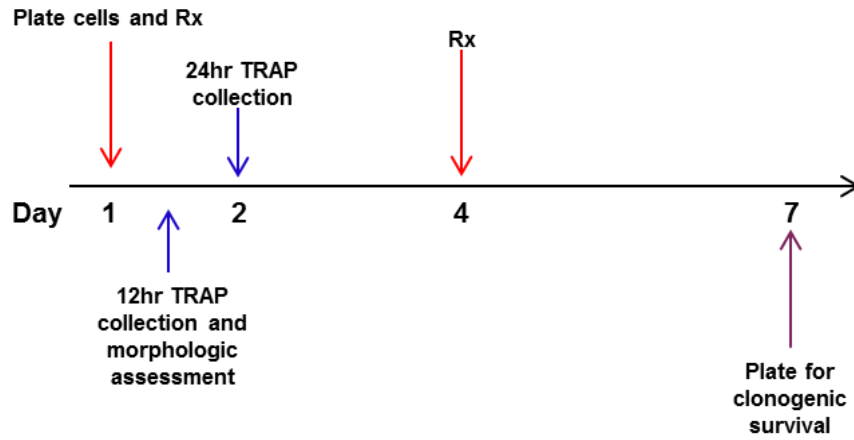 Plate cells and Rx
24hr TRAP
collection
Rx
Day 1 2 4 7
12hr TRAP
collection and
morphologic
assessment
Plate for
clonogenic
survival